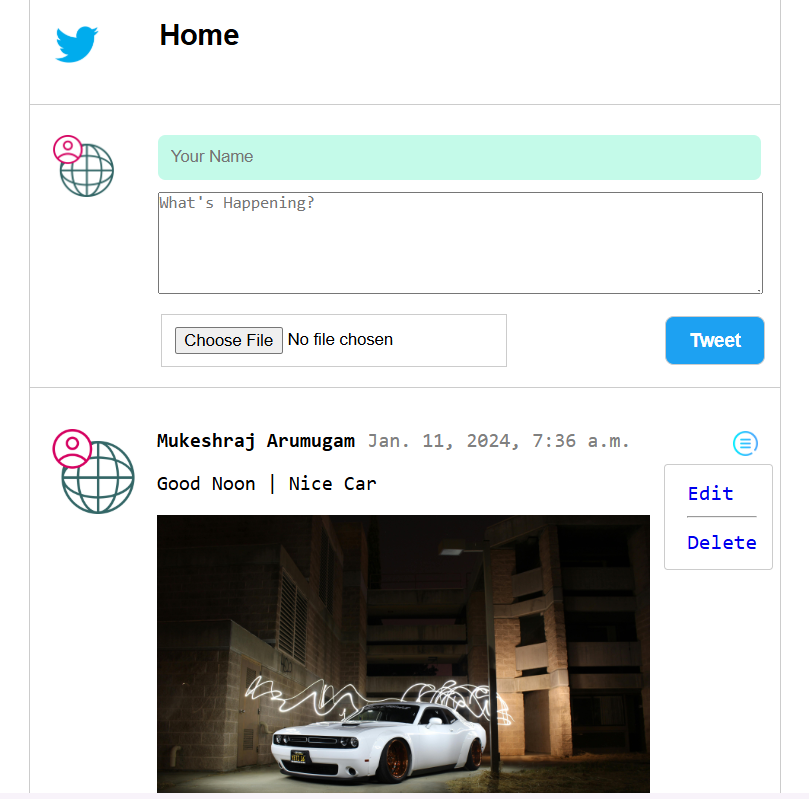 Home
Your Name
What's Happening?
Choose File No file chosen
Tweet
Mukeshraj Arumugam Jan. 11, 2024, 7:36 a.m.
Good Noon | Nice Car
Edit
Delete